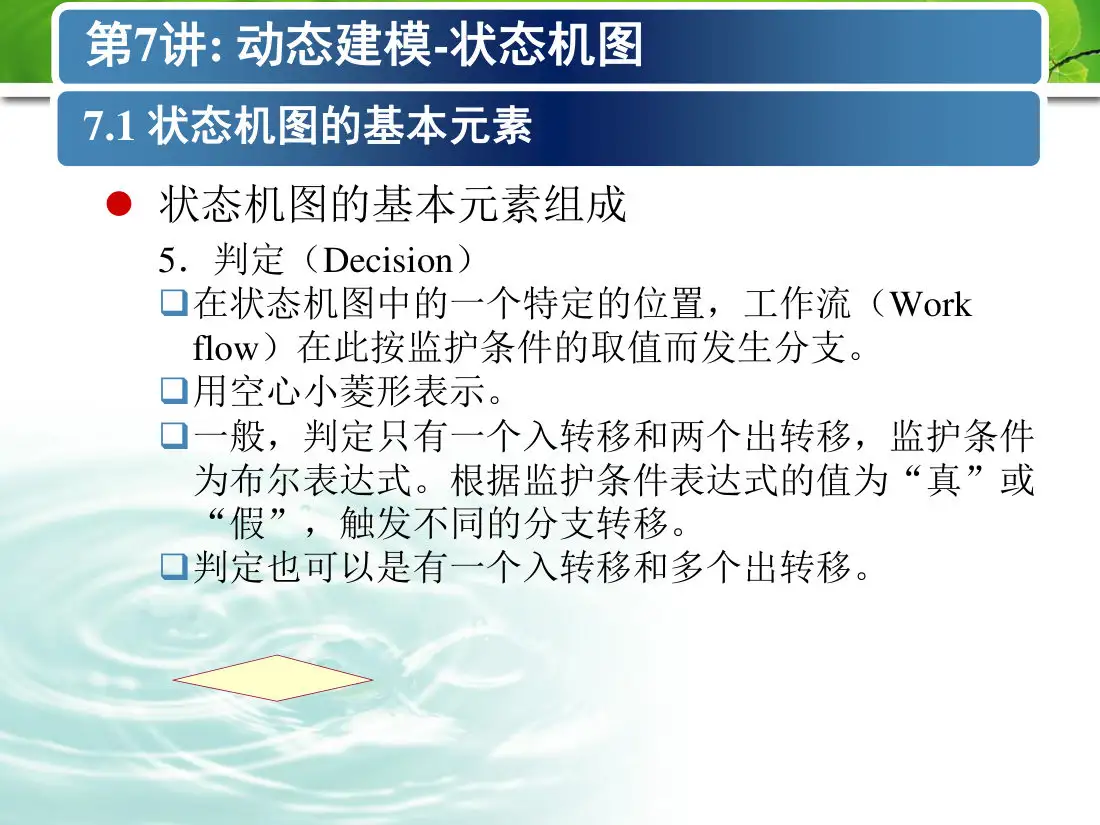 第7讲: 动态建模-状态机图
7.1 状态机图的基本元素
状态机图的基本元素组成
5．判定（Decision）
在状态机图中的一个特定的位置，工作流（Work
flow）在此按监护条件的取值而发生分支。
用空心小菱形表示。
一般，判定只有一个入转移和两个出转移，监护条件
为布尔表达式。根据监护条件表达式的值为“真”或
“假”，触发不同的分支转移。
判定也可以是有一个入转移和多个出转移。